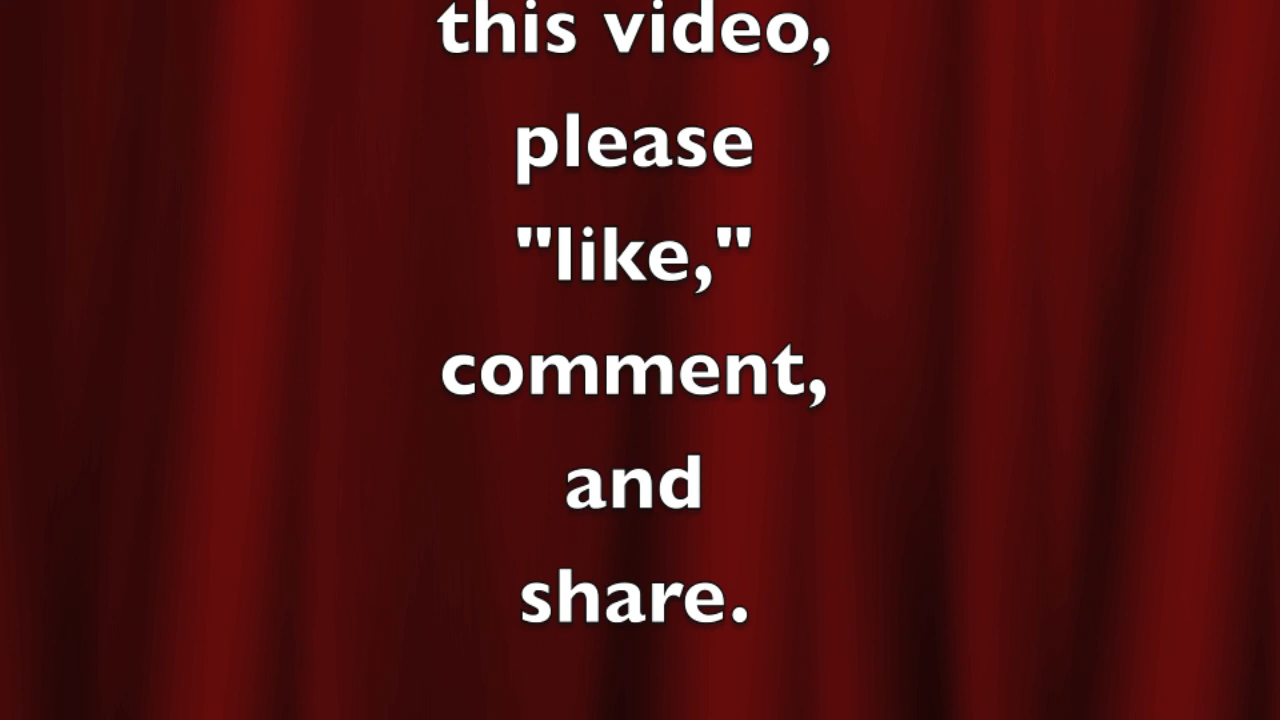 this video,
please
"like,"
comment,
and
share.